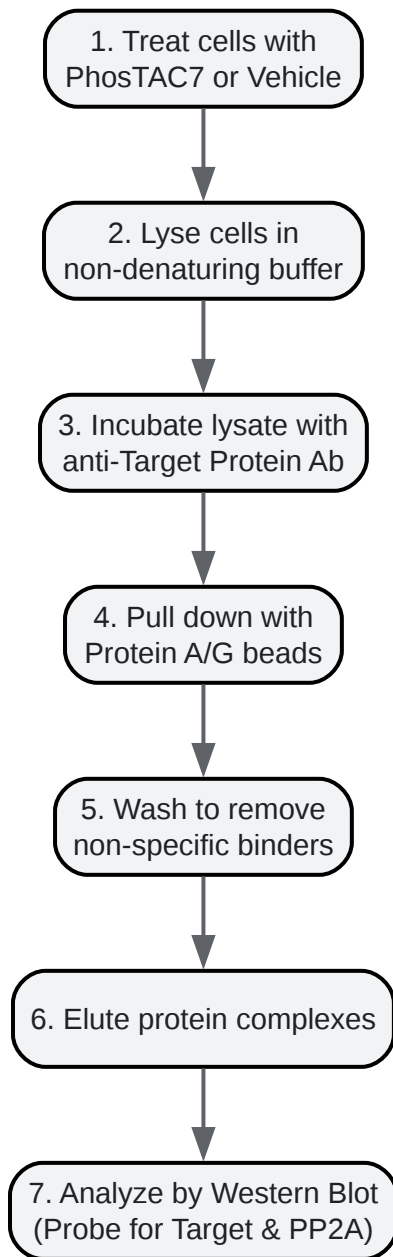 1. Treat cells with
PhosTAC7 or Vehicle
2. Lyse cells in
non-denaturing buffer
3. Incubate lysate with
anti-Target Protein Ab
4. Pull down with
Protein A/G beads
5. Wash to remove
non-specific binders
6. Elute protein complexes
7. Analyze by Western Blot
(Probe for Target & PP2A)